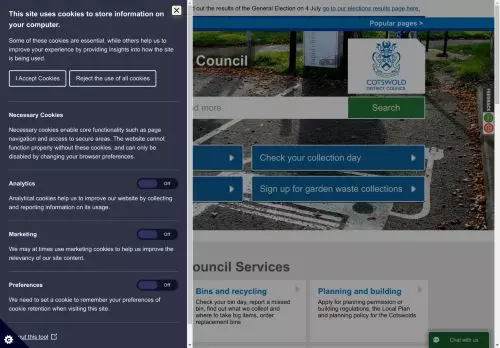 This site uses cookies to store information on
your computer.
Some of these cookies are essential, while others help us to
improve your experience by providing insights into how the site
is being used.
I Accept Cookies
Reject the use of all cookies
Necessary Cookies
Necessary cookies enable core functionality such as page
navigation and access to secure areas. The website cannot
function properly without these cookies, and can only be
disabled by changing your browser preferences.
Analytics
Off
Analytical cookies help us to improve our website by collecting
and reporting information on its usage.
Marketing
Off
We may at times use marketing cookies to help us improve the
relevancy of our site content.
Preferences
Off
We need to set a cookie to remember your preferences of
cookie retention when visiting this site.
out this tool
out the results of the General Election on 4 July go to our elections results page here.
Popular pages >
Council
COTSWOLD
DISTRICT COUNCIL
nd more
Search
Check your collection day
Sign up for garden waste collections
ouncil Services
Bins and recycling
Check your bin day, report a missed
bin, find out what we collect and
where to take big items, order
replacement bins
Planning and building
Apply for planning permission or
building regulations, the Local Plan
and planning policy for the Cotswolds
FEEDBACK
Chat with us